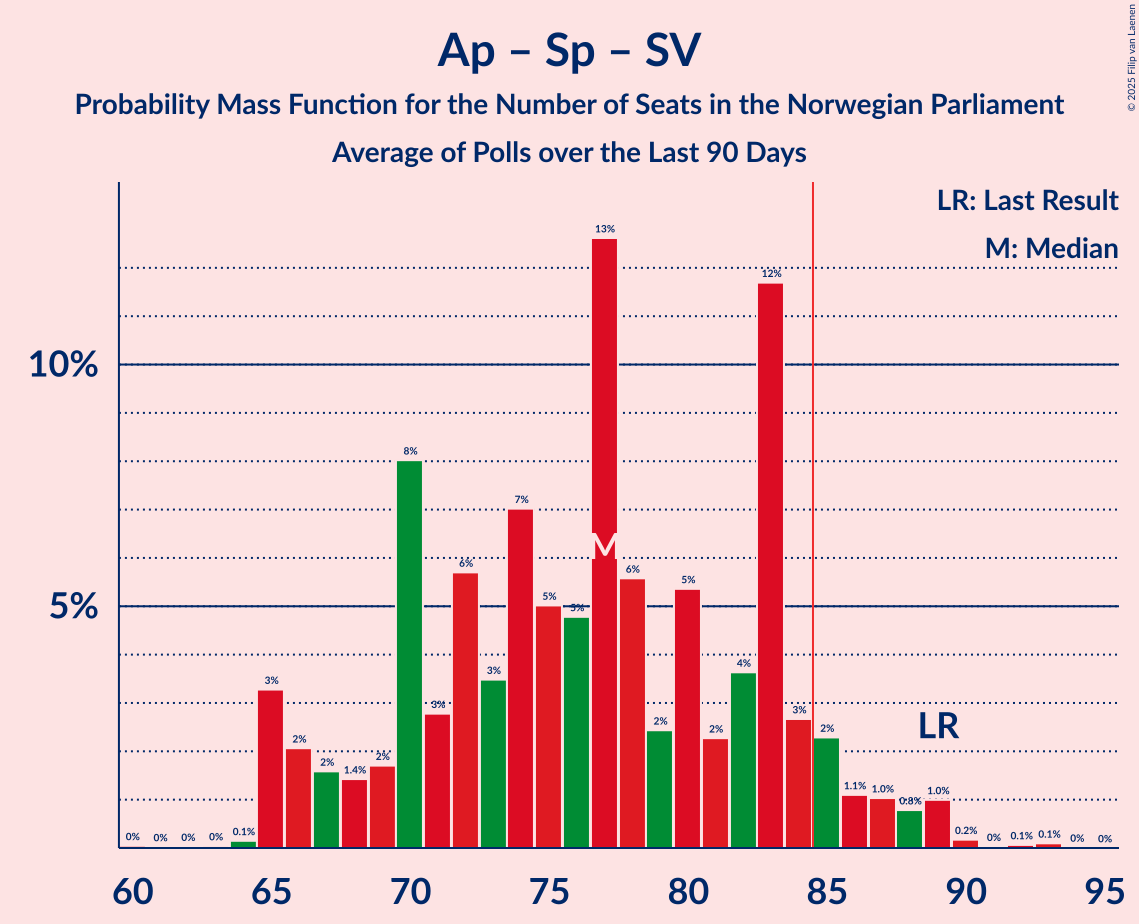 Ap – Sp – SV
Probability Mass Function for the Number of Seats in the Norwegian Parliament
Average of Polls over the Last 90 Days
© 2025 Filip van Laenen
LR: Last Result
M: Median
10%
5%
0% 0% 0% 0% 0.1% 3% 2% 2% 1.4% 2% 8% 3% 6% 3% 7% 5% 5% 13% 6% 2% 5% 2% 4% 12% 3% 2% 1.1% 1.0% 0.8% 1.0% 0.2% 0% 0.1% 0.1% 0% 0%
M
LR
60 65 70 75 80 85 90 95